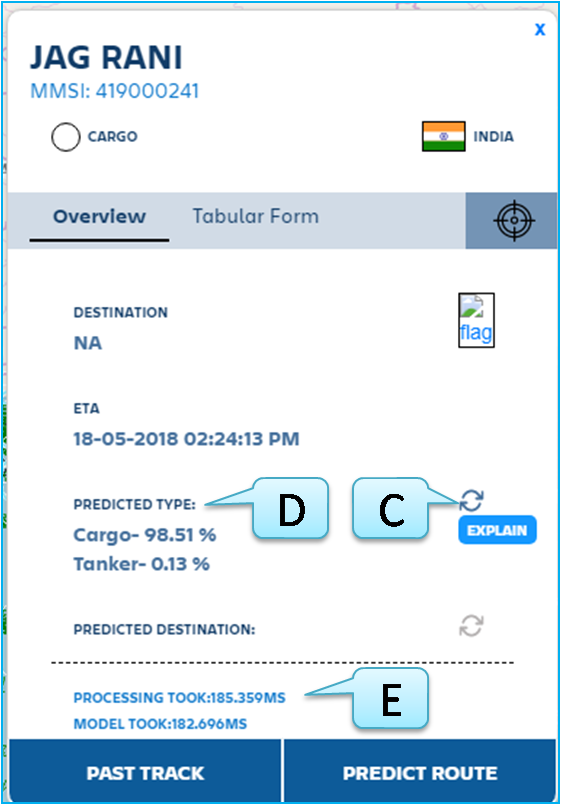 X
JAG RANI
MMSI: 419000241
CARGO
INDIA
Overview
Tabular Form
DESTINATION
NA
flag
ETA
18-05-2018 02:24:13 PM
PREDICTED TYPE:
D
C
Cargo- 98.51 %
EXPLAIN
Tanker- 0.13 %
PREDICTED DESTINATION:
PROCESSING TOOK:185.359MS
E
MODEL TOOK:182.696MS
PAST TRACK
PREDICT ROUTE